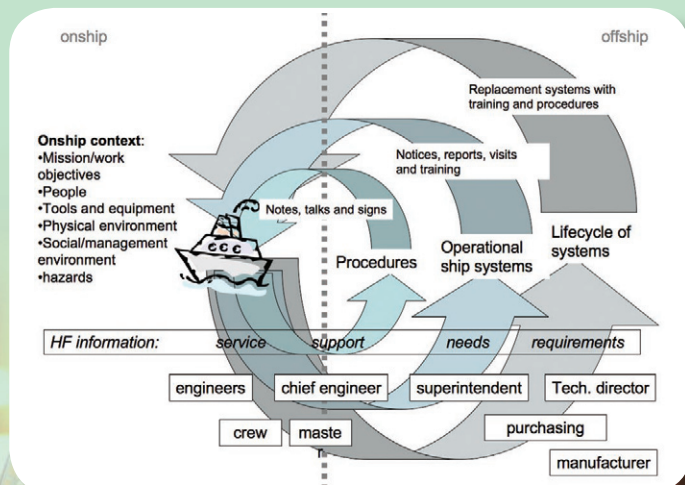 onship
offship
Replacement systems with
training and procedures
Onship context:
•Mission/work
objectives
•People
•Tools and equipment
•Physical environment
•Social/management
environment
•hazards
Notices, reports, visits
and training
Notes, talks and signs
Procedures
Operational
ship systems
Lifecycle of
systems
HF information: service support needs requirements
engineers
chief engineer
superintendent
Tech. director
crew
maste
r
purchasing
manufacturer